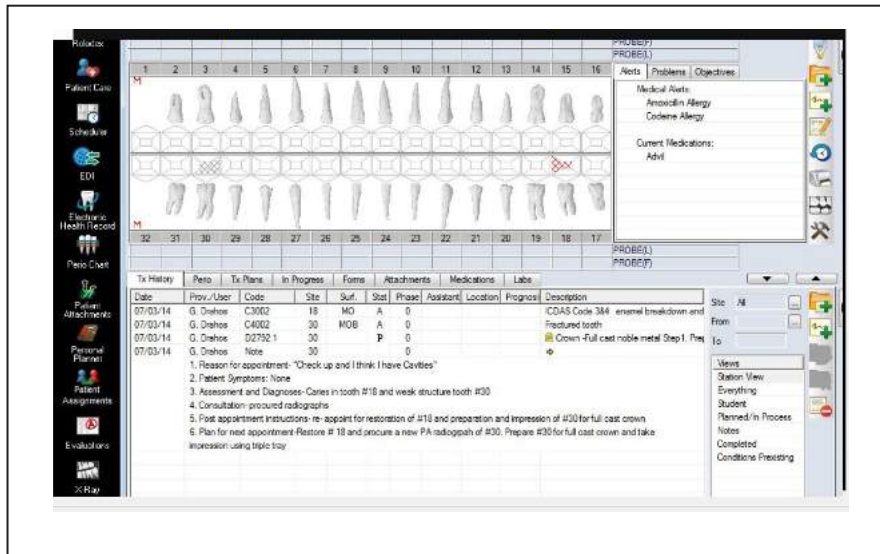 Rolodex
PROBE(F)
PROBE(L)
1 2 3 4 5 6 7 8 9 10 11 12 13 14 15 16
M
Alerts Problems Objectives
Medical Alerts:
Amoxicillin Allergy
Codeine Allergy
Current Medications:
Advil
Patient Care
Scheduler
EDI
Electronic
Health Record
M
32 31 30 29 28 27 26 25 24 23 22 21 20 19 18 17
PROBE(L)
PROBE(F)
Perio Chart
Patient
Attachments
Personal
Planner
Patient
Assignments
Evaluations
X-Ray
Tx History Perio Tx Plans In Progress Forms Attachments Medications Labs
Date Prov./User Code Site Surf. Stat Phase Assistant Location Prognosi Description
07/03/14 G. Drehos C3002 18 MO A 0 ICDAS Code 3&4 enamel breakdown and
07/03/14 G. Drehos C4002 30 MOB A 0 Fractured tooth
07/03/14 G. Drehos D2752.1 30 P 0 Crown -Full cast noble metal Step1. Prep
07/03/14 G. Drehos Note 30 0
1. Reason for appointment- "Check up and I think I have Cavities"
2. Patient Symptoms: None
3. Assessment and Diagnoses- Caries in tooth #18 and weak structure tooth #30
4. Consultation- procured radiographs
5. Post appointment instructions- re-appoint for restoration of #18 and preparation and impression of #30 for full cast crown
6. Plan for next appointment-Restore # 18 and procure a new PA radiogrpah of #30. Prepare #30 for full cast crown and take
impression using triple tray
Site All ...
From ...
To
Views
Station View
Everything
Student
Planned/In Process
Notes
Completed
Conditions Prexisting